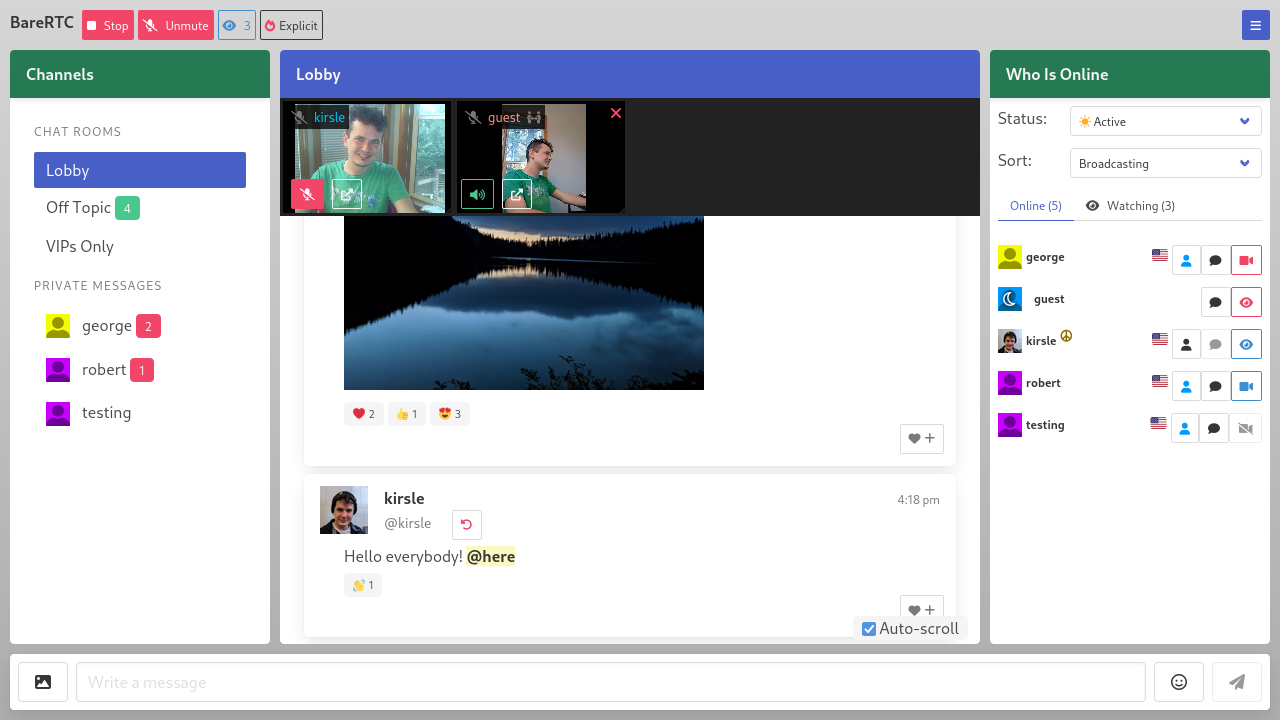 BareRTC
Stop
Unmute
3
Explicit
Channels
CHAT ROOMS
Lobby
Off Topic 4
VIPs Only
PRIVATE MESSAGES
george 2
robert 1
testing
Lobby
kirsle
guest
2
1
3
kirsle
4:18 pm
@kirsle
Hello everybody! @here
1
Auto-scroll
Who Is Online
Status: Active
Sort: Broadcasting
Online (5) Watching (3)
george
guest
kirsle
robert
testing
Write a message